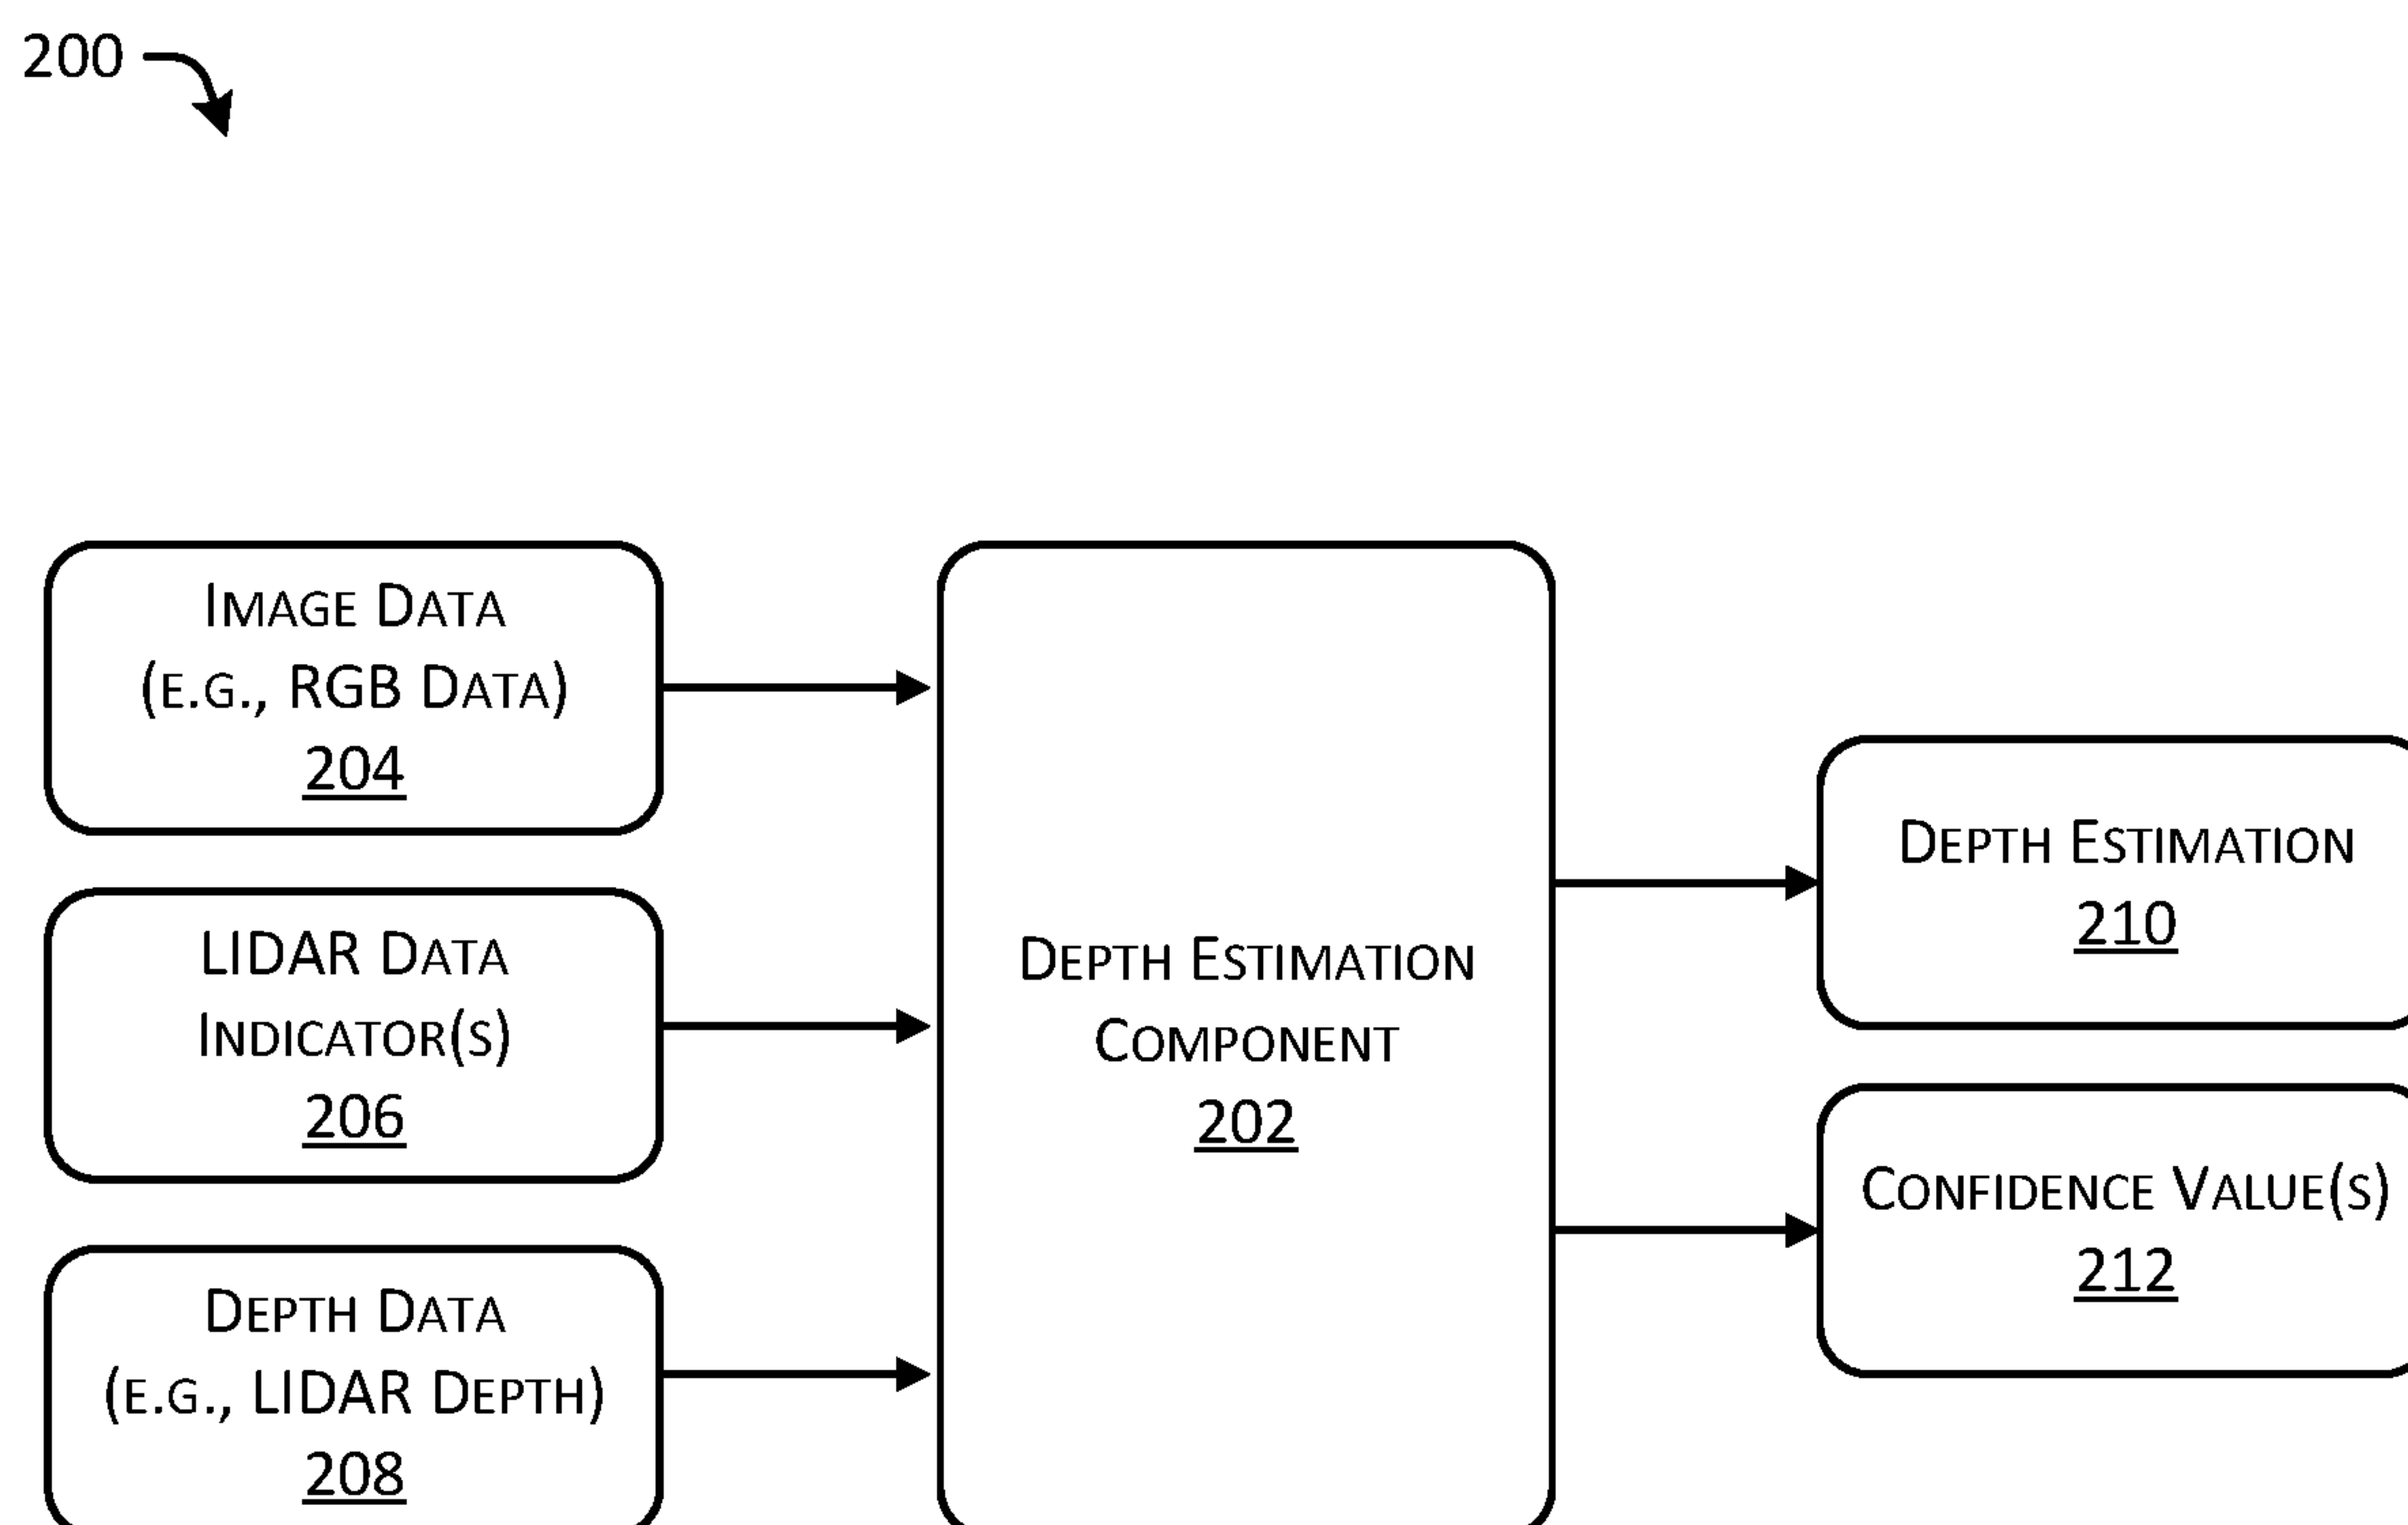 200
Image Data
(e.g., RGB Data)
204
LIDAR Data
Indicator(s)
206
Depth Data
(e.g., LIDAR Depth)
208
Depth Estimation
Component
202
Depth Estimation
210
Confidence Value(s)
212